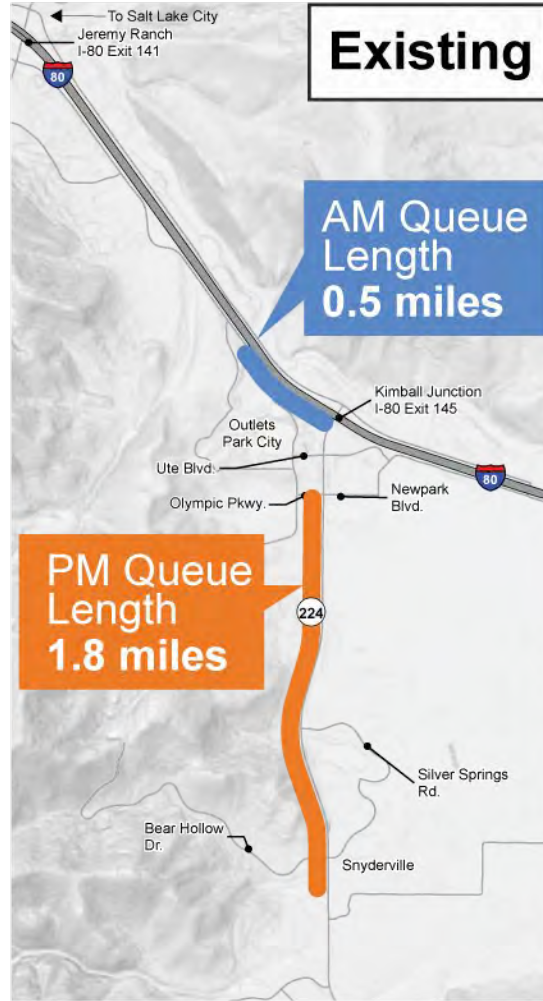 To Salt Lake City
Jeremy Ranch
I-80 Exit 141
80
Existing
AM Queue
Length
0.5 miles
Kimball Junction
I-80 Exit 145
Outlets
Park City
Ute Blvd.
80
Olympic Pkwy.
Newpark
Blvd.
PM Queue
Length
1.8 miles
224
Silver Springs
Rd.
Bear Hollow
Dr.
Snyderville